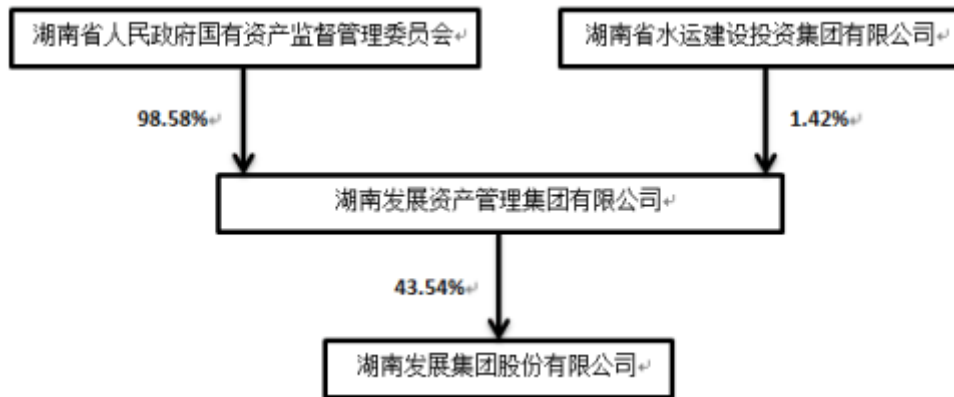 湖南省人民政府国有资产监督管理委员会
湖南省水运建设投资集团有限公司
98.58%
1.42%
湖南发展资产管理集团有限公司
43.54%
湖南发展集团股份有限公司